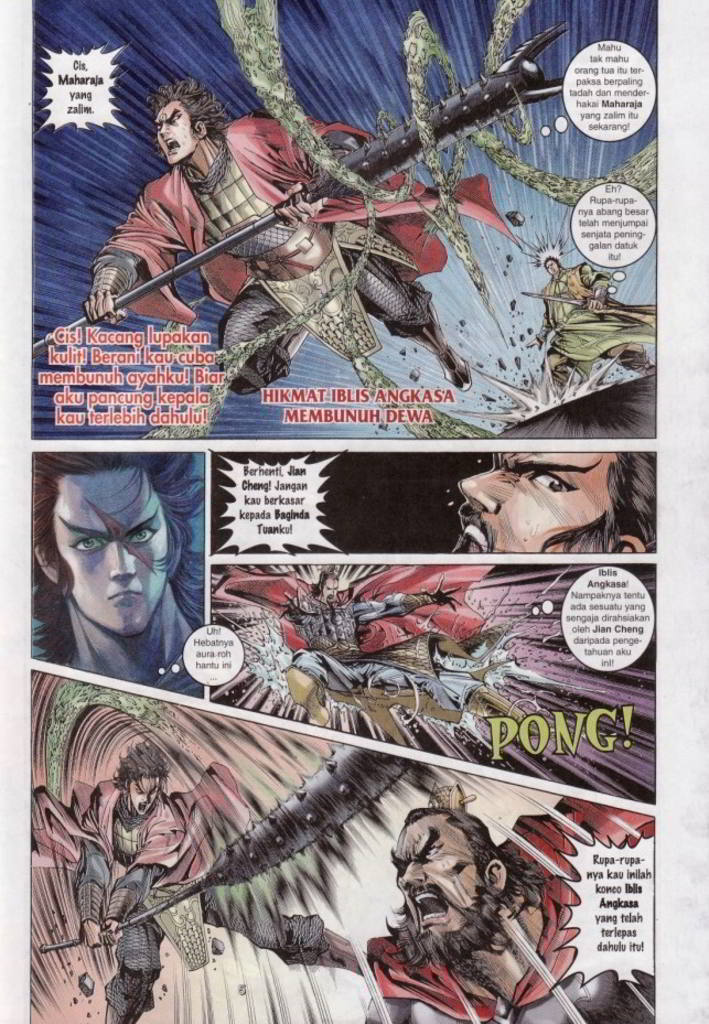 Cis,
Maharaja
yang
zalim.
Mahu
tak mahu
orang tua itu ter-
paksa berpaling
tadah dan mender-
hakai Maharaja
yang zalim itu
sekarang!
Eh?
Rupa-rupa-
nya abang besar
telah menjumpai
senjata pening-
galan datuk
itu!
Cis! Kacang lupakan
kulit! Berani kau cuba
membunuh ayahku! Biar
aku pancung kepala
kau terlebih dahulu!
HIKMAT IBLIS ANGKASA
MEMBUNUH DEWA
Uh!
Hebatnya
aura roh
hantu ini
...
Berhenti, Jian
Cheng! Jangan
kau berkasar
kepada Baginda
Tuanku!
Iblis
Angkasa!
Nampaknya tentu
ada sesuatu yang
sengaja dirahsiakan
oleh Jian Cheng
daripada penge-
tahuan aku
ini!
PONG!
Rupa-rupa-
nya kau inilah
konco Iblis
Angkasa
yang telah
terlepas
dahulu itu!
5